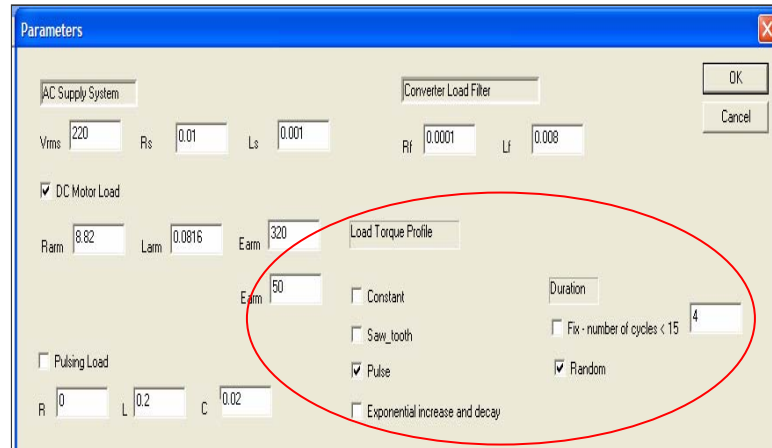 Parameters
AC Supply System
Converter Load Filter
OK
Cancel
Vrms 220 Rs 0.01 Ls 0.001 Rf 0.0001 Lf 0.008
DC Motor Load
Rarm 8.82 Larm 0.0816 Earm 320
Load Torque Profile
Earm 50
Constant
Duration
Saw_tooth
Fix - number of cycles < 15 4
Pulsing Load
Pulse
Random
R 0 L 0.2 C 0.02
Exponential increase and decay